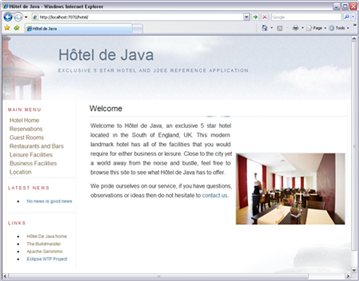 Hôtel de Java - Windows Internet Explorer
http://localhost:7070/hotel/
Hôtel de Java
Page
Tools
Hôtel de Java
EXCLUSIVE 5 STAR HOTEL AND J2EE REFERENCE APPLICATION
MAIN MENU
Hotel Home
Reservations
Guest Rooms
Restaurants and Bars
Leisure Facilities
Business Facilities
Location
LATEST NEWS
No news is good news
LINKS
Hôtel De Java home
The Buildmeister
Apache Geronimo
Eclipse WTP Project
Welcome
Welcome to Hôtel de Java, an exclusive 5 star hotel
located in the South of England, UK. This modern
landmark hotel has all of the facilities that you would
require for either business or leisure. Close to the city yet
a world away from the noise and bustle, feel free to
browse this site to see what Hôtel de Java has to offer.
We pride ourselves on our service, if you have questions,
observations or ideas then do not hesitate to contact us.